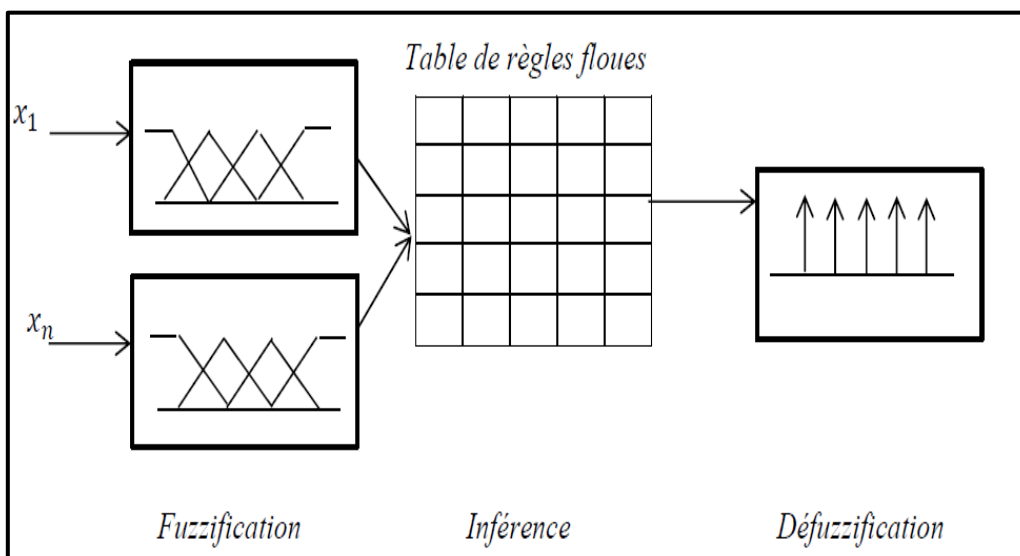 Table de règles floues
x1
xn
Fuzzification
Inférence
Défuzzification